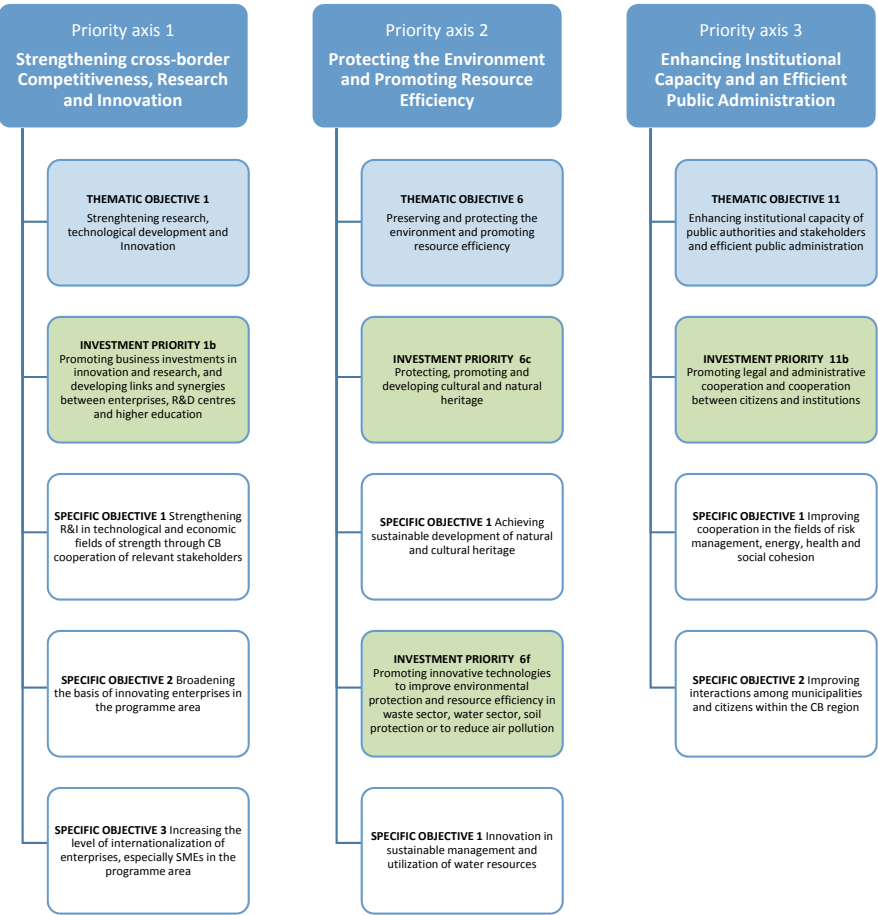 Priority axis 1
Strengthening cross-border
Competitiveness, Research
and Innovation
THEMATIC OBJECTIVE 1
Strenghtening research,
technological development and
Innovation
INVESTMENT PRIORITY 1b
Promoting business investments in
innovation and research, and
developing links and synergies
between enterprises, R&D centres
and higher education
SPECIFIC OBJECTIVE 1 Strengthening
R&I in technological and economic
fields of strength through CB
cooperation of relevant stakeholders
SPECIFIC OBJECTIVE 2 Broadening
the basis of innovating enterprises in
the programme area
SPECIFIC OBJECTIVE 3 Increasing the
level of internationalization of
enterprises, especially SMEs in the
programme area
Priority axis 2
Protecting the Environment
and Promoting Resource
Efficiency
THEMATIC OBJECTIVE 6
Preserving and protecting the
environment and promoting
resource efficiency
INVESTMENT PRIORITY 6c
Protecting, promoting and
developing cultural and natural
heritage
SPECIFIC OBJECTIVE 1 Achieving
sustainable development of natural
and cultural heritage
INVESTMENT PRIORITY 6f
Promoting innovative technologies
to improve environmental
protection and resource efficiency in
waste sector, water sector, soil
protection or to reduce air pollution
SPECIFIC OBJECTIVE 1 Innovation in
sustainable management and
utilization of water resources
Priority axis 3
Enhancing Institutional
Capacity and an Efficient
Public Administration
THEMATIC OBJECTIVE 11
Enhancing institutional capacity of
public authorities and stakeholders
and efficient public administration
INVESTMENT PRIORITY 11b
Promoting legal and administrative
cooperation and cooperation
between citizens and institutions
SPECIFIC OBJECTIVE 1 Improving
cooperation in the fields of risk
management, energy, health and
social cohesion
SPECIFIC OBJECTIVE 2 Improving
interactions among municipalities
and citizens within the CB region